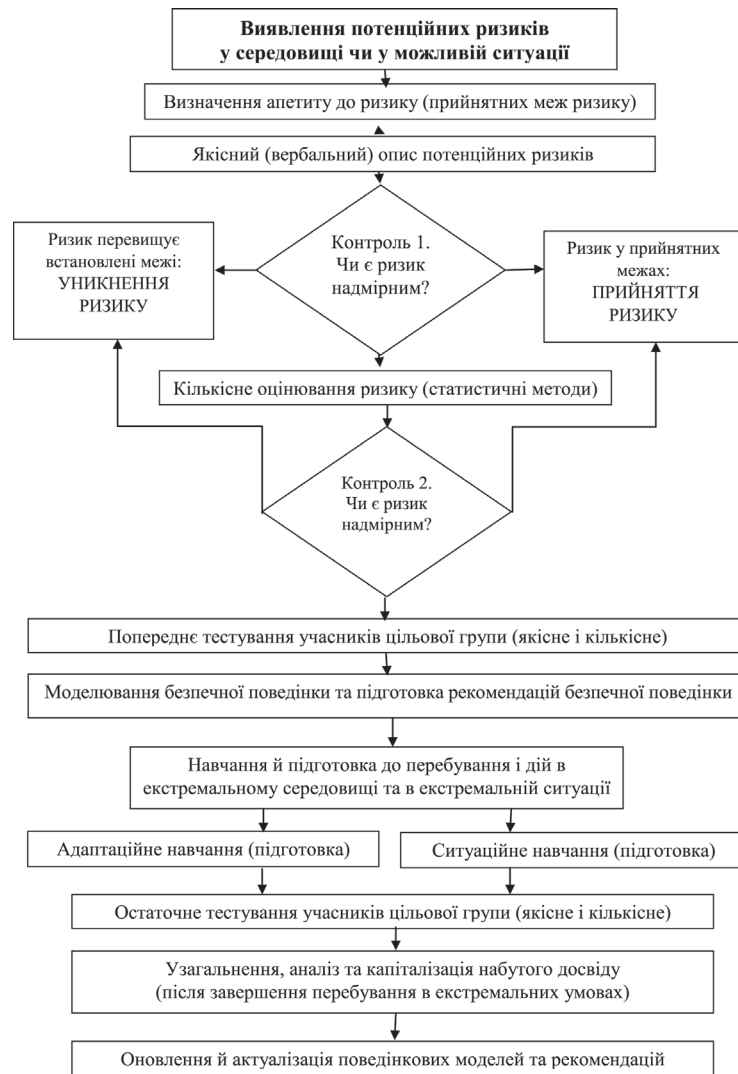 Виявлення потенційних ризиків
у середовищі чи у можливій ситуації
Визначення апетиту до ризику (прийнятних меж ризику)
Якісний (вербальний) опис потенційних ризиків
Ризик перевищує
встановлені межі:
УНИКНЕННЯ
РИЗИКУ
Контроль 1.
Чи є ризик
надмірним?
Ризик у прийнятних
межах:
ПРИЙНЯТТЯ
РИЗИКУ
Кількісне оцінювання ризику (статистичні методи)
Контроль 2.
Чи є ризик
надмірним?
Попереднє тестування учасників цільової групи (якісне і кількісне)
Моделювання безпечної поведінки та підготовка рекомендацій безпечної поведінки
Навчання й підготовка до перебування і дій в
екстремальному середовищі та в екстремальній ситуації
Адаптаційне навчання (підготовка)
Ситуаційне навчання (підготовка)
Остаточне тестування учасників цільової групи (якісне і кількісне)
Узагальнення, аналіз та капіталізація набутого досвіду
(після завершення перебування в екстремальних умовах)
Оновлення й актуалізація поведінкових моделей та рекомендацій